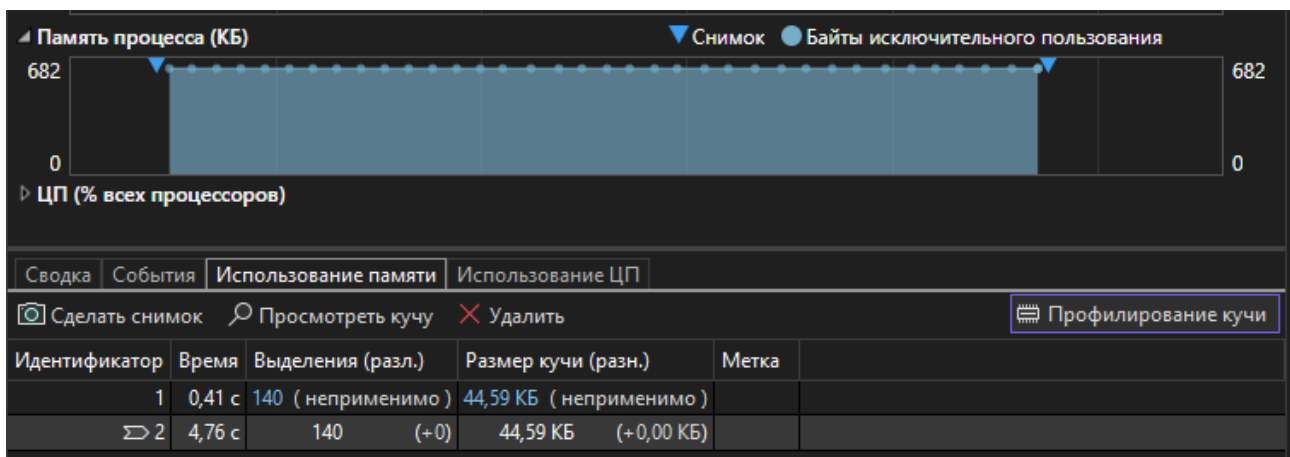 Память процесса (КБ) Снимок Байты исключительного пользования
682 682
0 0
ЦП (% всех процессоров)
Сводка События Использование памяти Использование ЦП
Сделать снимок Просмотреть кучу Удалить Профилирование кучи
Идентификатор Время Выделения (разл.) Размер кучи (разн.) Метка
1 0,41 с 140 ( неприменимо ) 44,59 КБ ( неприменимо )
2 4,76 с 140 (+0) 44,59 КБ (+0,00 КБ)